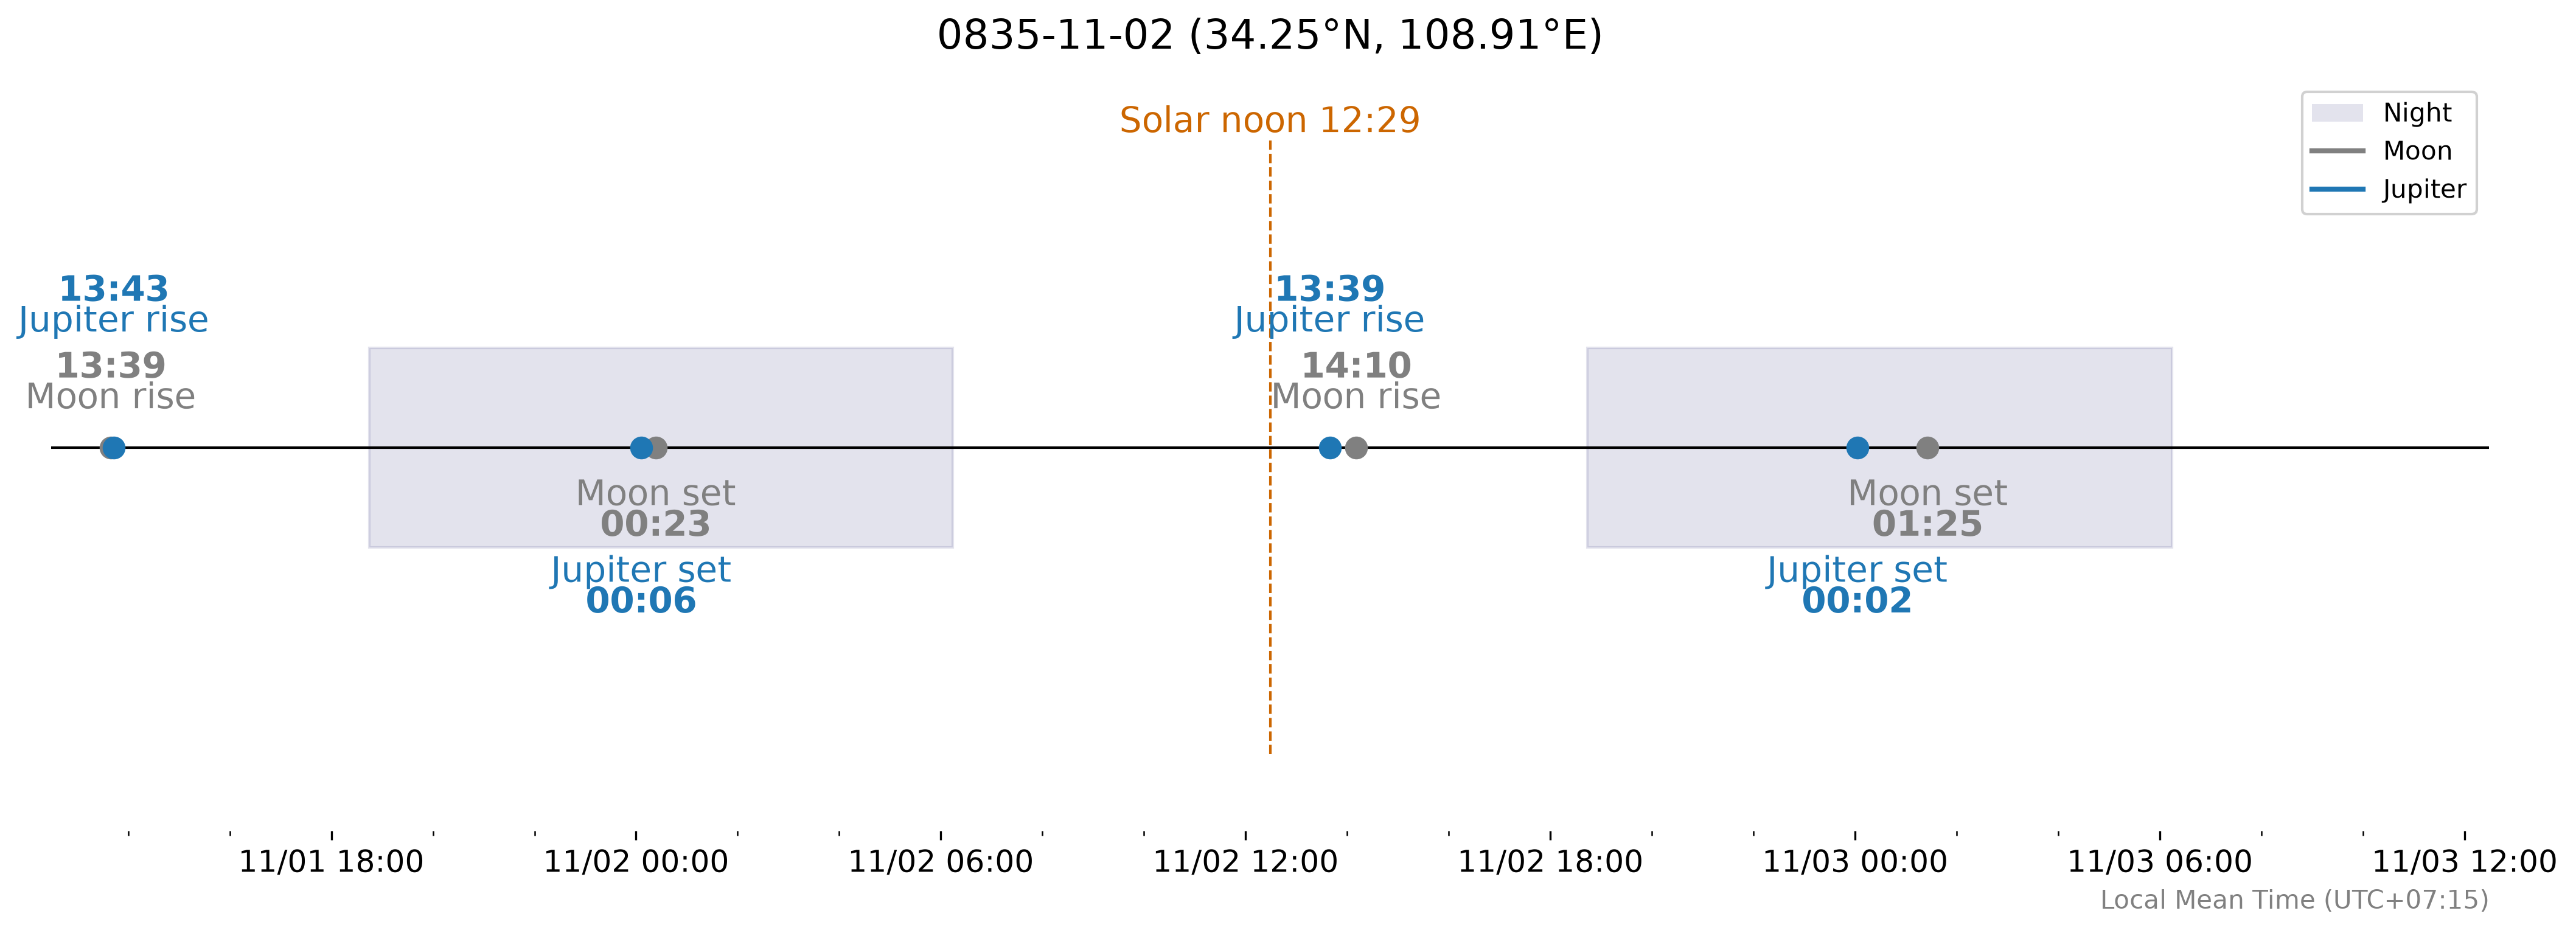 0835-11-02 (34.25°N, 108.91°E)
Solar noon 12:29
Night
Moon
Jupiter
13:43
Jupiter rise
13:39
Moon rise
13:39
Jupiter rise
14:10
Moon rise
Moon set
00:23
Jupiter set
00:06
Moon set
01:25
Jupiter set
00:02
11/01 18:00
11/02 00:00
11/02 06:00
11/02 12:00
11/02 18:00
11/03 00:00
11/03 06:00
11/03 12:00
Local Mean Time (UTC+07:15)